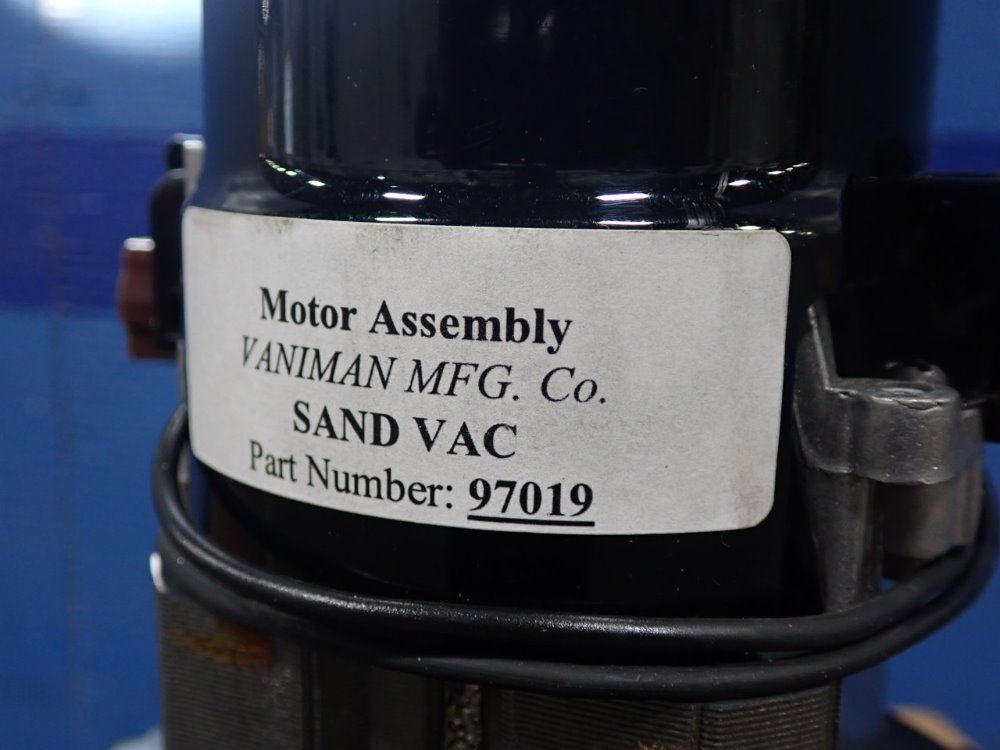 Motor Assembly
VANIMAN MFG. Co.
SAND VAC
Part Number: 97019